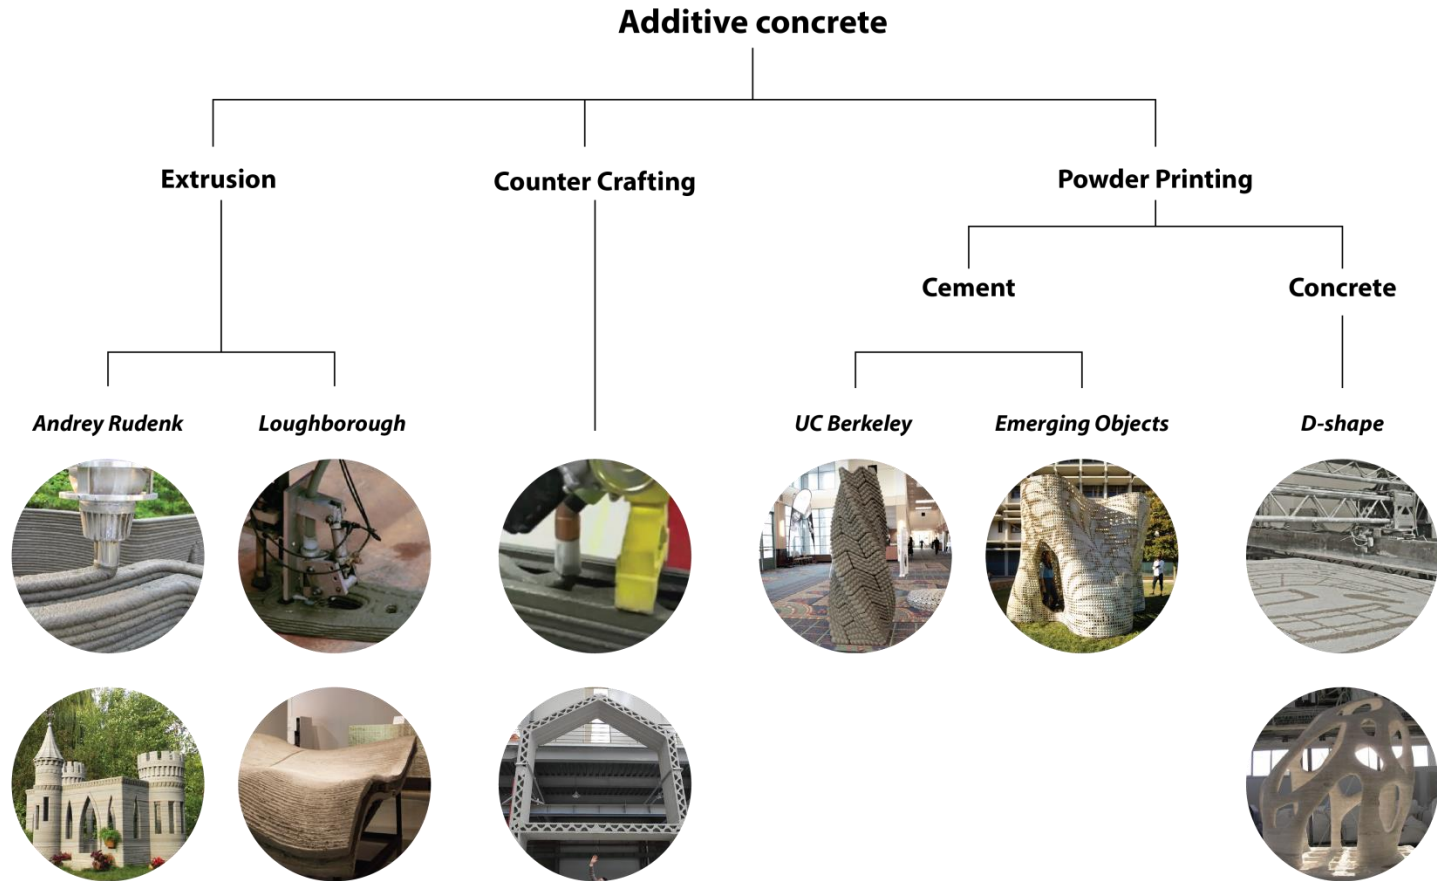 Additive concrete
Extrusion
Counter Crafting
Powder Printing
Cement
Concrete
Andrey Rudenk
Loughborough
UC Berkeley
Emerging Objects
D-shape